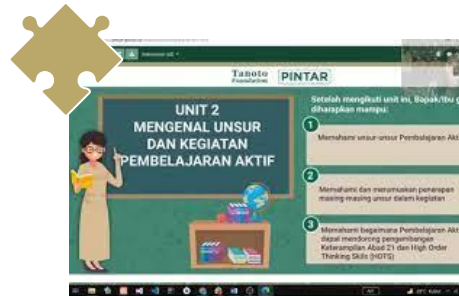 Tanoto
Foundation
PINTAR
UNIT 2
MENGENAL UNSUR
DAN KEGIATAN
PEMBELAJARAN AKTIF
Setelah mengikuti unit ini, Bapak/Ibu g
diharapkan mampu:
1
Memahami unsur-unsur Pembelajaran Akt
2
Memahami dan merumuskan penerapan
masing-masing unsur dalam kegiatan
3
Memahami bagaimana Pembelajaran Akt
dapat mendorong pengembangan
Keterampilan Abad 21 dan High Order
Thinking Skills (HOTS)